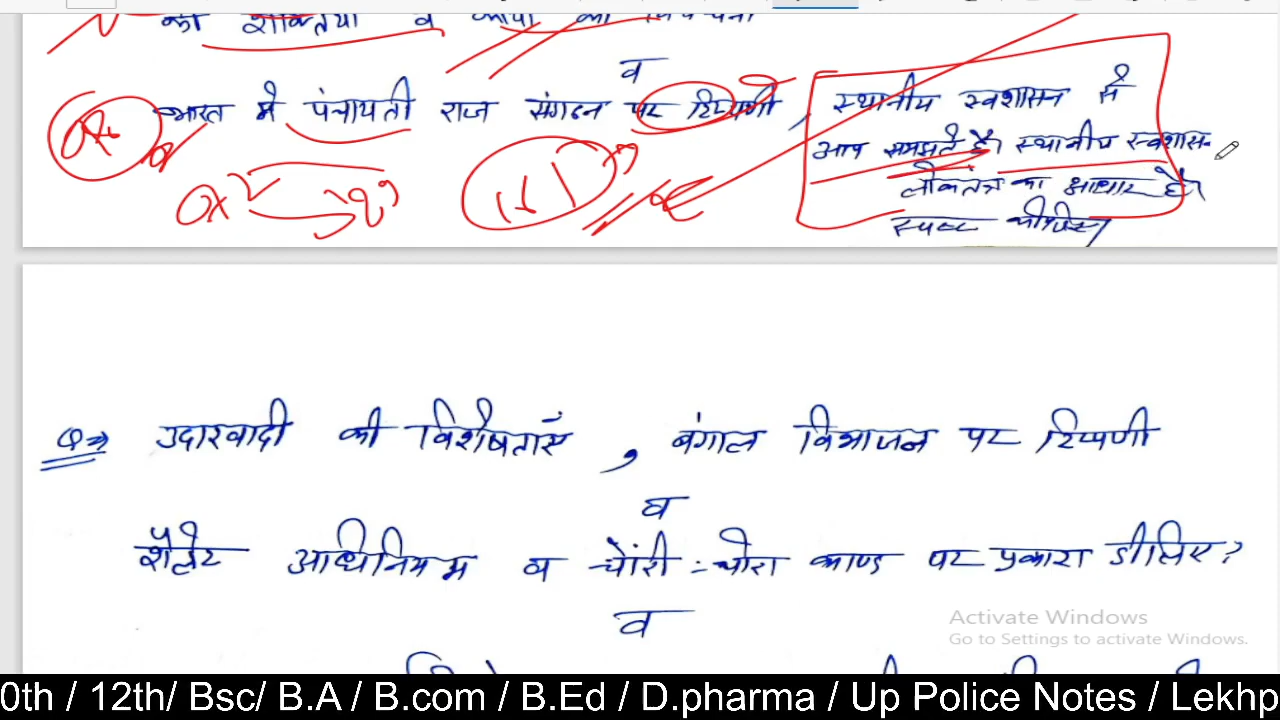 की शक्तियों व कार्यों की विवेचना
व
भारत में पंचायती राज संगठन पर टिप्पणी, स्थानीय स्वशासन से
आप समझते हैं। स्थानीय स्वशासन
लोकतंत्र का आधार है।
स्पष्ट कीजिए।
उदारवादी की विशेषताएँ, बंगाल विभाजन पर टिप्पणी
व
रौलेट अधिनियम व चौरी-चौरा काण्ड पर प्रकाश डालिए?
व
Activate Windows
Go to Settings to activate Windows.
0th / 12th/ Bsc/ B.A / B.com / B.Ed / D.pharma / Up Police Notes / Lekhp